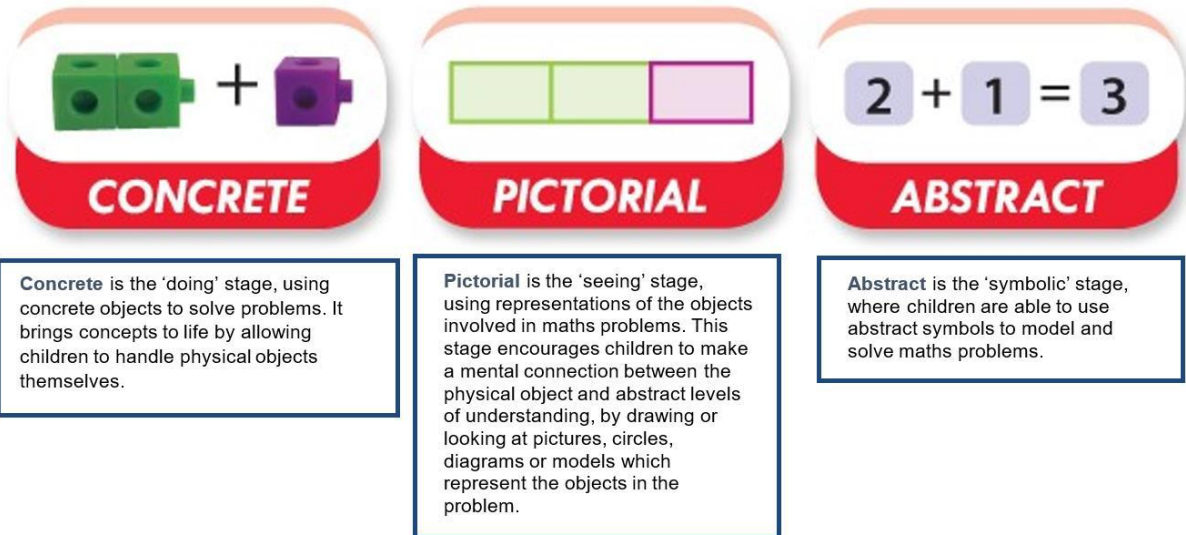 +
2 + 1 = 3
CONCRETE
PICTORIAL
ABSTRACT
Concrete is the ‘doing’ stage, using
concrete objects to solve problems. It
brings concepts to life by allowing
children to handle physical objects
themselves.
Pictorial is the ‘seeing’ stage,
using representations of the objects
involved in maths problems. This
stage encourages children to make
a mental connection between the
physical object and abstract levels
of understanding, by drawing or
looking at pictures, circles,
diagrams or models which
represent the objects in the
problem.
Abstract is the ‘symbolic’ stage,
where children are able to use
abstract symbols to model and
solve maths problems.